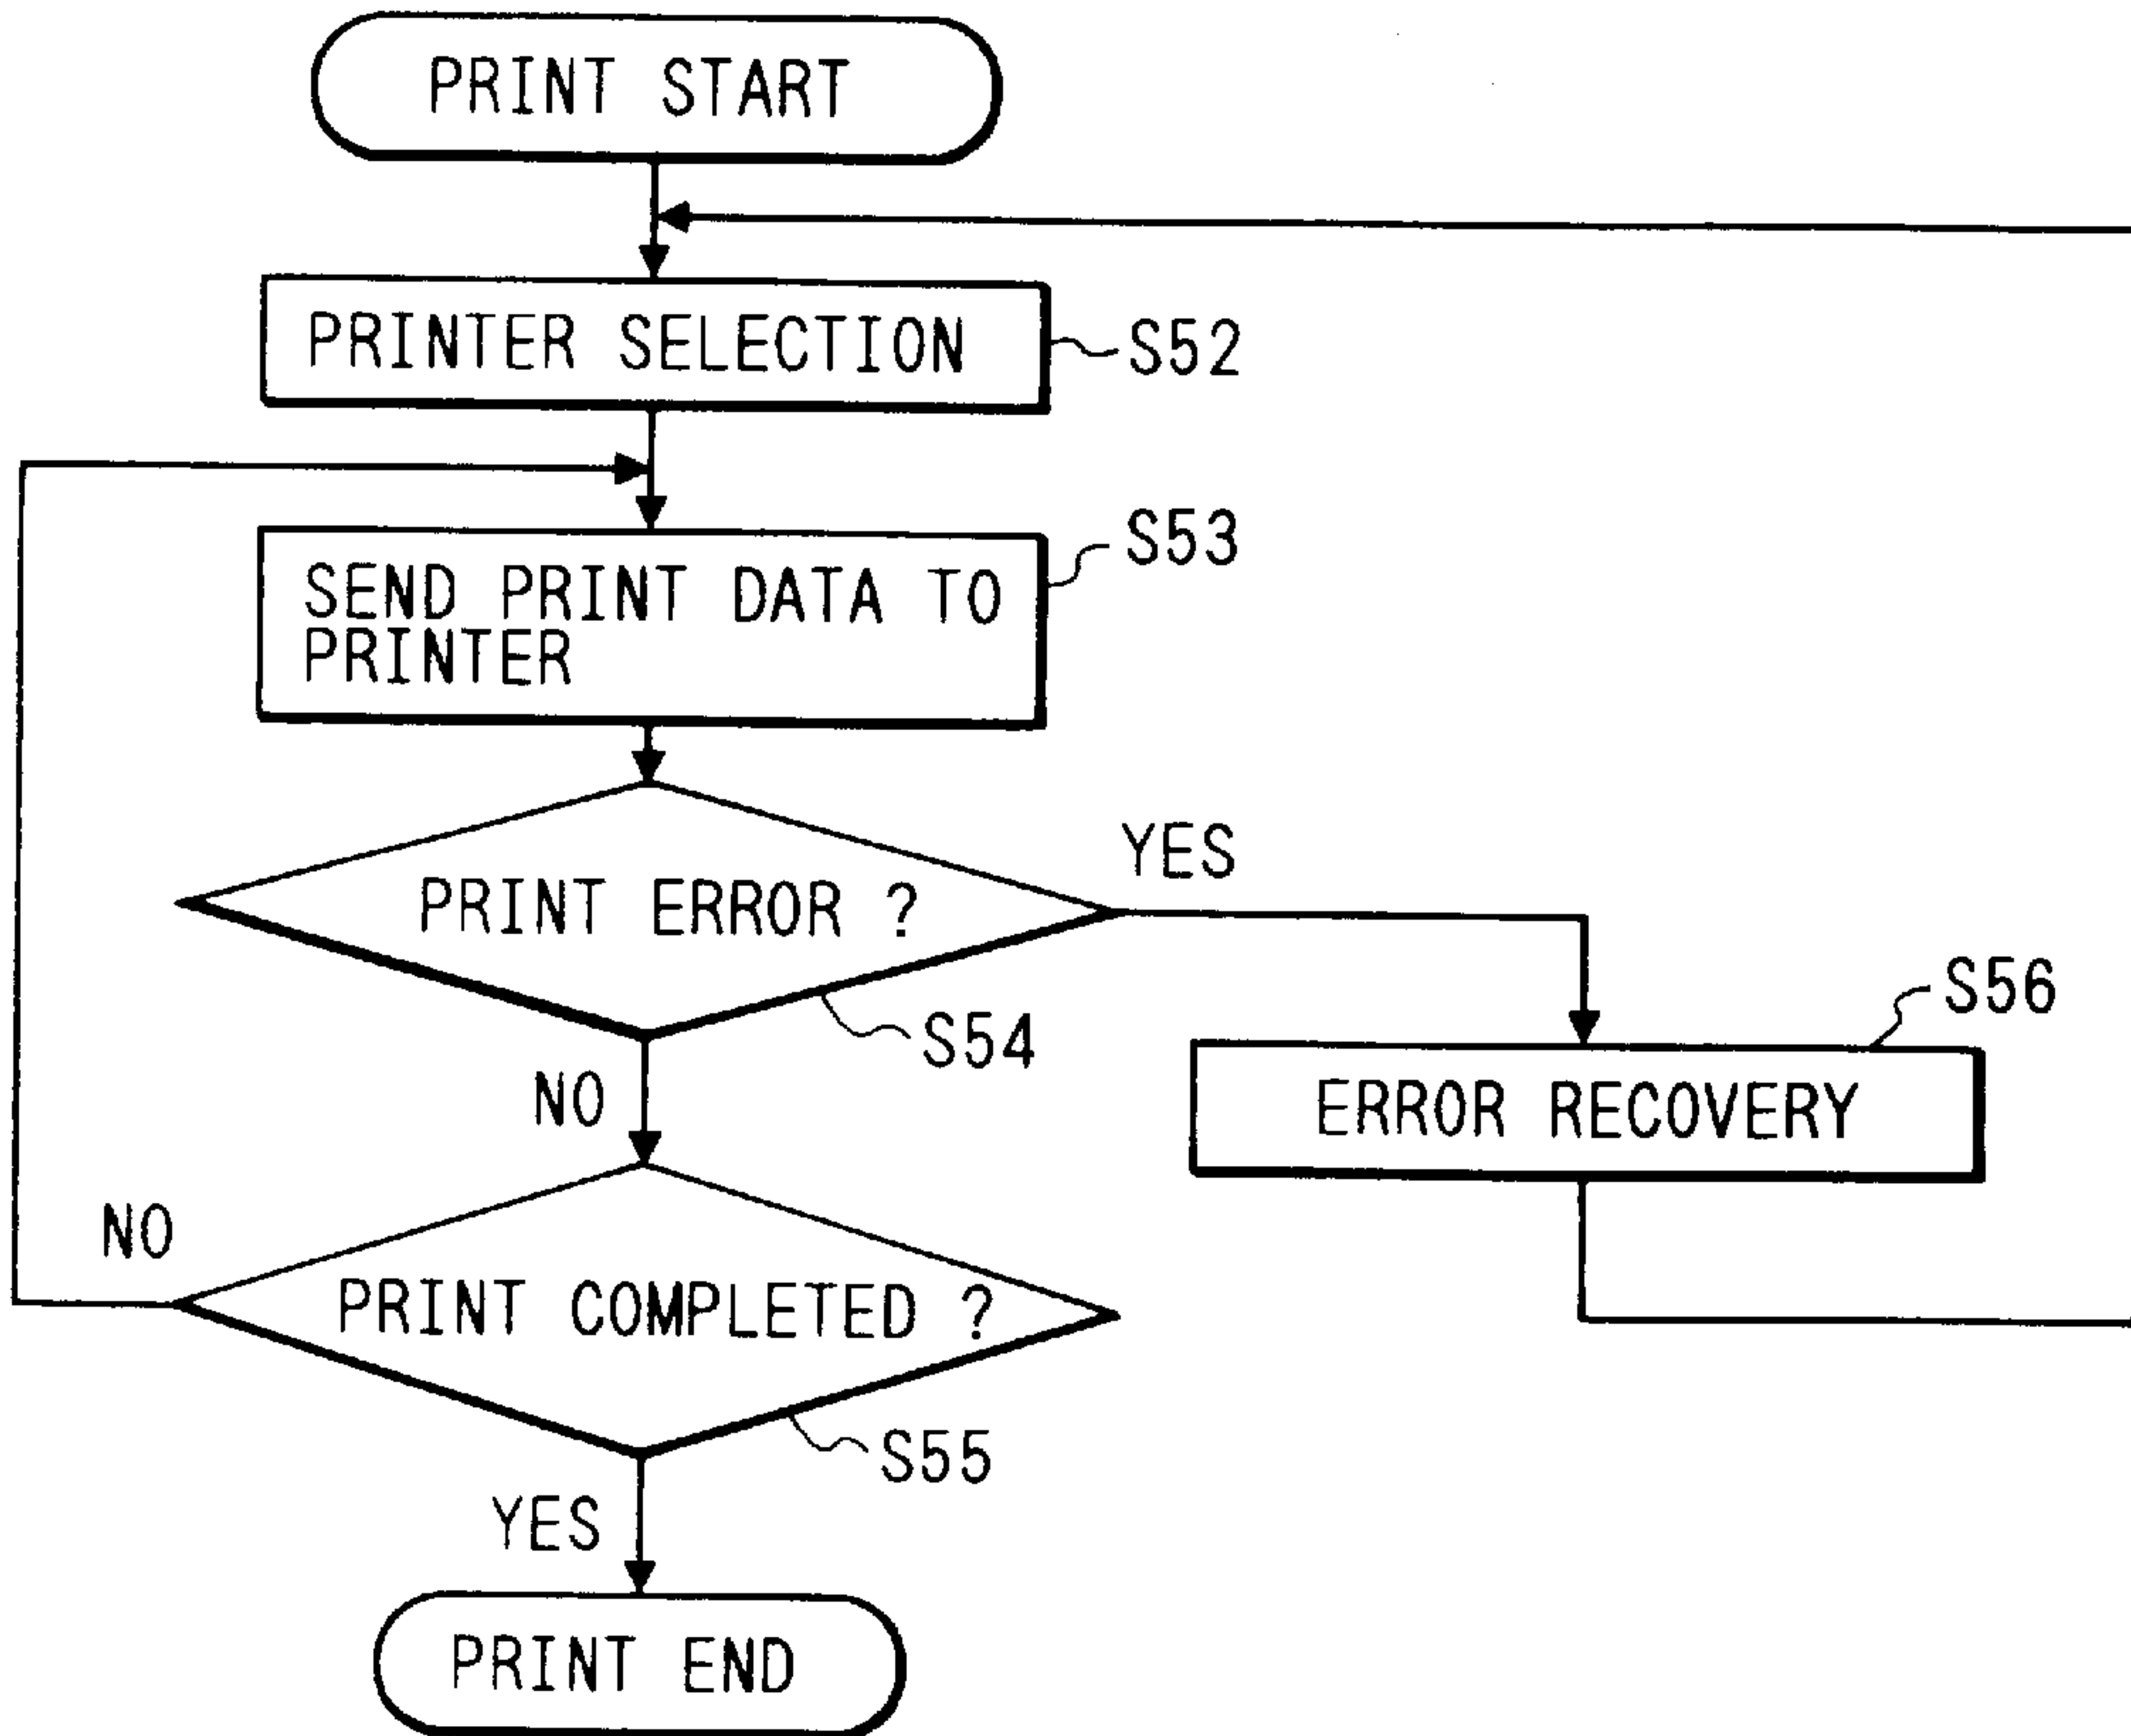 PRINT START
PRINTER SELECTION
S52
S53
SEND PRINT DATA TO
PRINTER
YES
PRINT ERROR ?
S54
S56
NO
ERROR RECOVERY
NO
PRINT COMPLETED ?
S55
YES
PRINT END